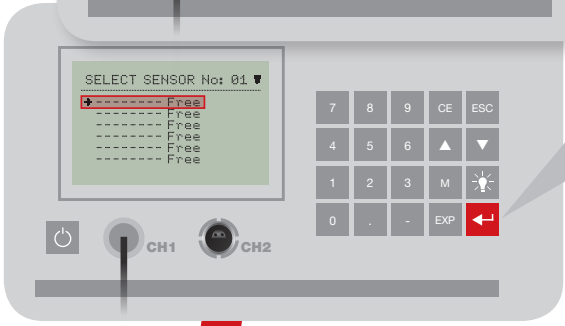 SELECT SENSOR No: 01
-------- Free
-------- Free
-------- Free
-------- Free
-------- Free
-------- Free
7 8 9 CE ESC
4 5 6
1 2 3 M
0 . - EXP
CH1 CH2